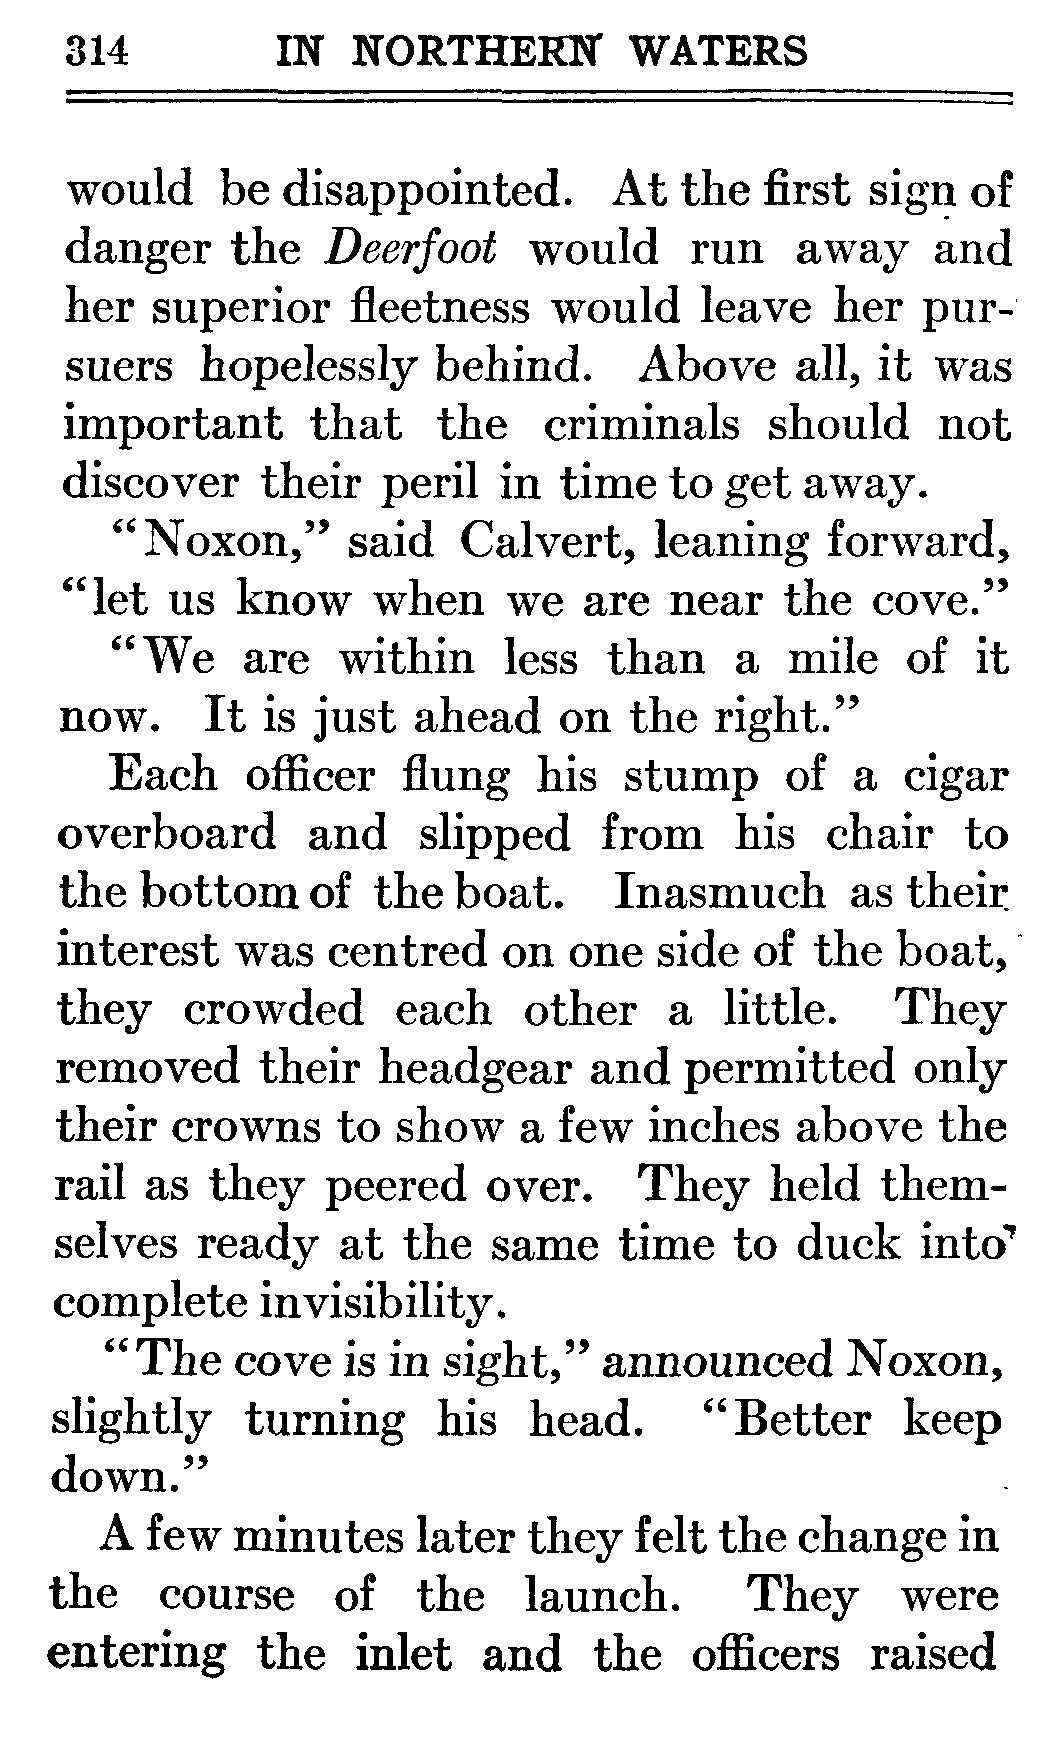 314 IN NORTHERN WATERS
would be disappointed. At the first sign of
danger the Deerfoot would run away and
her superior fleetness would leave her pur-
suers hopelessly behind. Above all, it was
important that the criminals should not
discover their peril in time to get away.
“Noxon,” said Calvert, leaning forward,
“let us know when we are near the cove.”
“We are within less than a mile of it
now. It is just ahead on the right.”
Each officer flung his stump of a cigar
overboard and slipped from his chair to
the bottom of the boat. Inasmuch as their
interest was centred on one side of the boat,
they crowded each other a little. They
removed their headgear and permitted only
their crowns to show a few inches above the
rail as they peered over. They held them-
selves ready at the same time to duck into
complete invisibility.
“The cove is in sight,” announced Noxon,
slightly turning his head. “Better keep
down.”
A few minutes later they felt the change in
the course of the launch. They were
entering the inlet and the officers raised